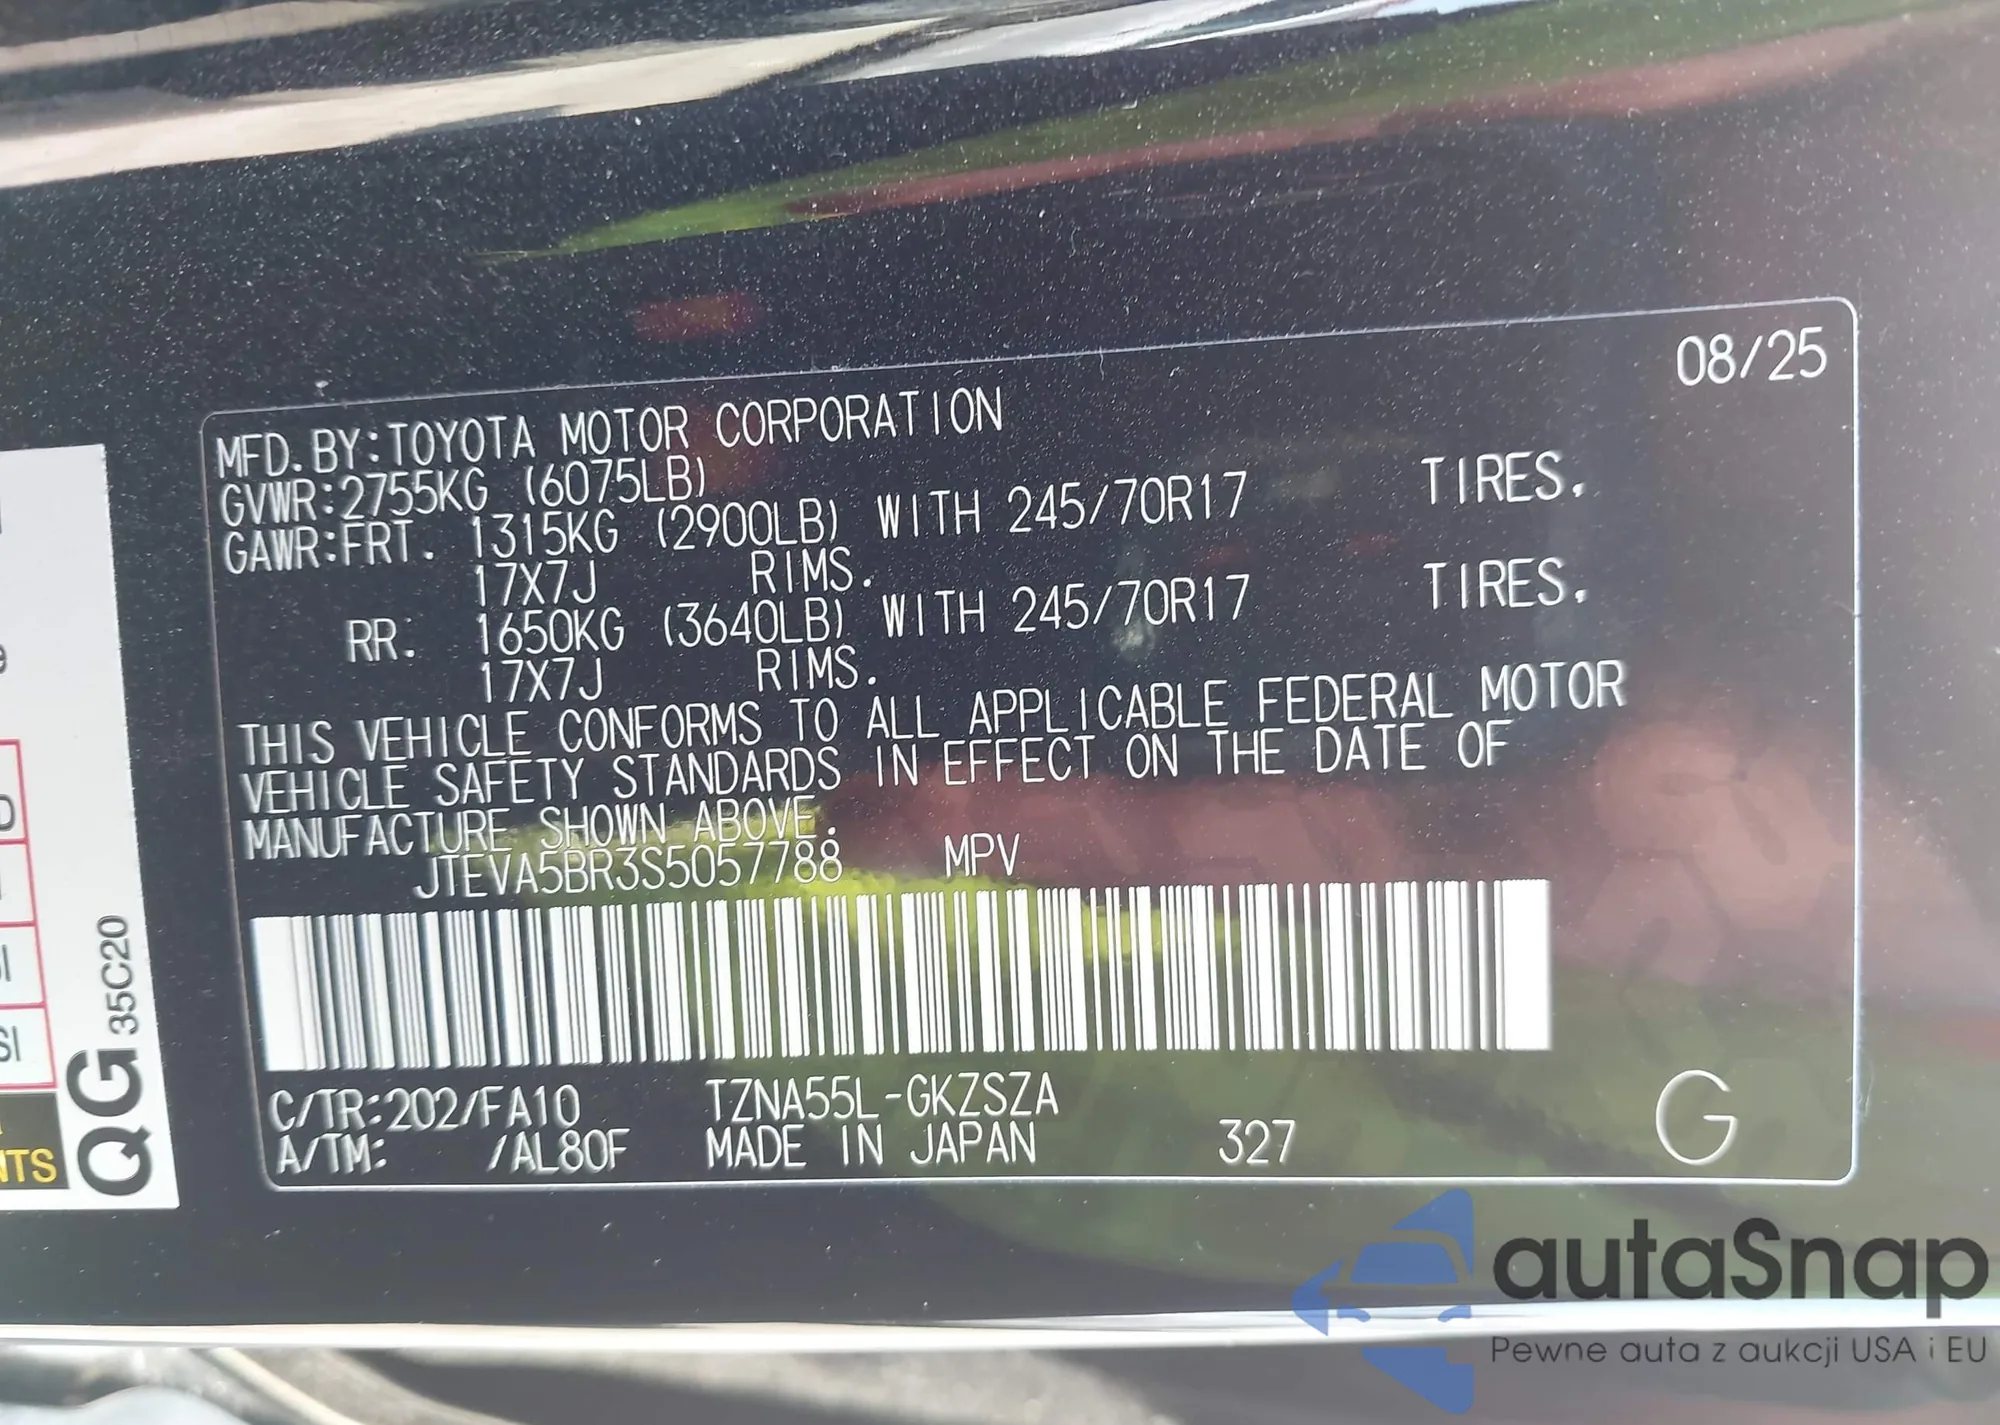 08/25
MFD.BY:TOYOTA MOTOR CORPORATION
GVWR:2755KG (6075LB)
GAWR:FRT. 1315KG (2900LB) WITH 245/70R17 TIRES.
17X7J RIMS.
RR. 1650KG (3640LB) WITH 245/70R17 TIRES.
17X7J RIMS.
THIS VEHICLE CONFORMS TO ALL APPLICABLE FEDERAL MOTOR
VEHICLE SAFETY STANDARDS IN EFFECT ON THE DATE OF
MANUFACTURE SHOWN ABOVE.
JTEVA5BR3S5057788 MPV
C/TR:202/FA10 TZNA55L-GKZSZA
A/TM: /AL80F MADE IN JAPAN 327 G
QG 35C20
NTS
SI
autaSnap
Pewne auta z aukcji USA i EU